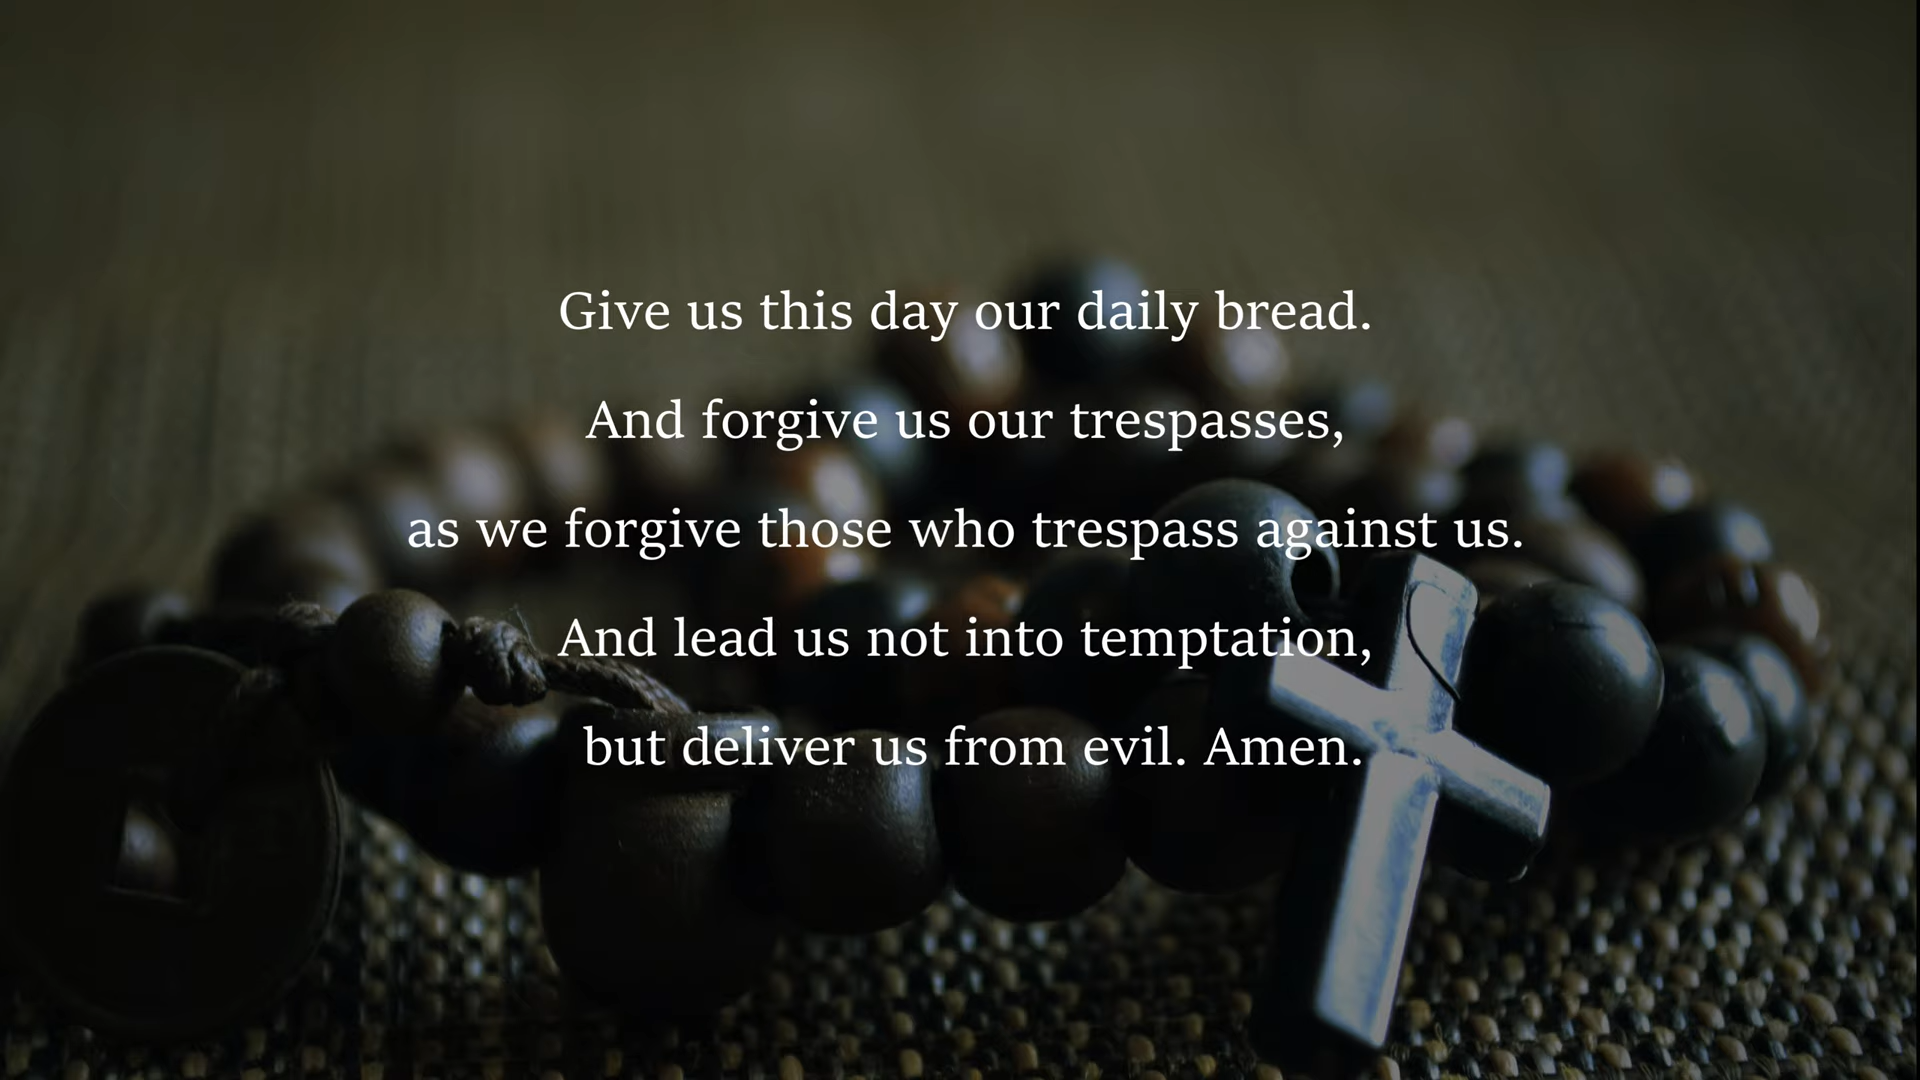 Give us this day our daily bread.
And forgive us our trespasses,
as we forgive those who trespass against us.
And lead us not into temptation,
but deliver us from evil. Amen.